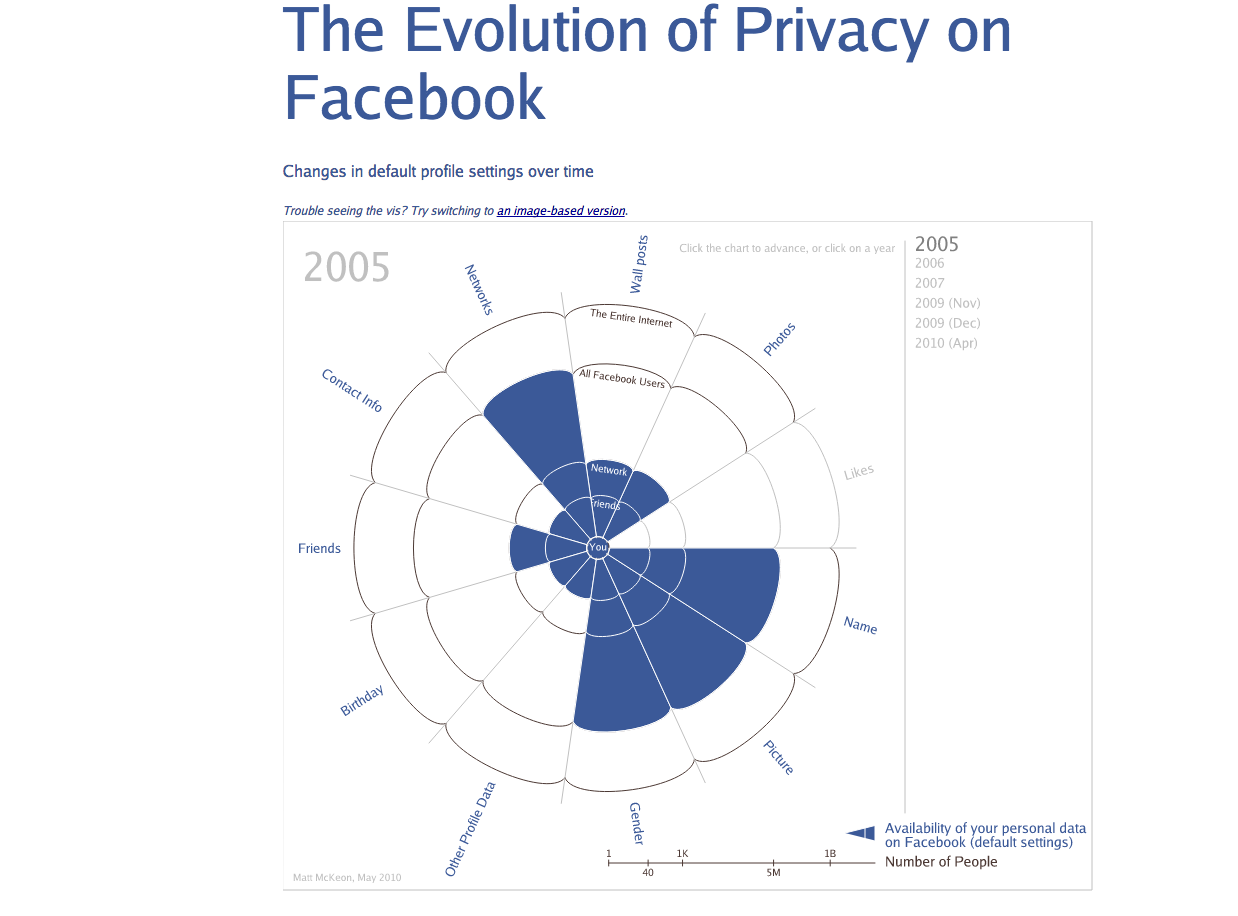 The Evolution of Privacy on
Facebook
Changes in default profile settings over time
Trouble seeing the vis? Try switching to an image-based version.
2005
Click the chart to advance, or click on a year
2005
2006
2007
2009 (Nov)
2009 (Dec)
2010 (Apr)
Networks
Wall posts
Photos
Likes
Name
Picture
Gender
Other Profile Data
Birthday
Friends
Contact Info
The Entire Internet
All Facebook Users
Network
Friends
You
Availability of your personal data
on Facebook (default settings)
1
1K
1B
Number of People
40
5M
Matt McKeon, May 2010